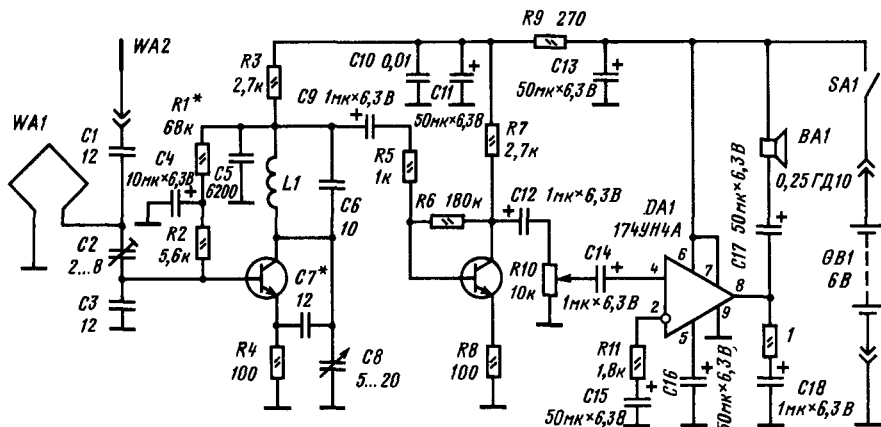 WA2
WA1
C1
12
C2
2...8
C3
12
R1*
68к
C4
10мк×6,3В
R2
5,6к
R3
2,7к
C5
6200
L1
C6
10
C7*
12
R4
100
C8
5...20
C9 1мк×6,3В
R5
1к
R6 180к
C10 0,01
C11
50мк×6,3В
R7
2,7к
R8
100
C12 1мк×6,3В
R10
10к
R9 270
C13
50мк×6,3В
C14
1мк×6,3В
DA1
174УН4А
4
2
6
7
8
9
5
R11
1,8к
C15
50мк×6,3В
C16
50мк×6,3В
C17 50мк×6,3В
BA1
0,25 ГД10
1
C18
1мк×6,3В
SA1
GB1
6В